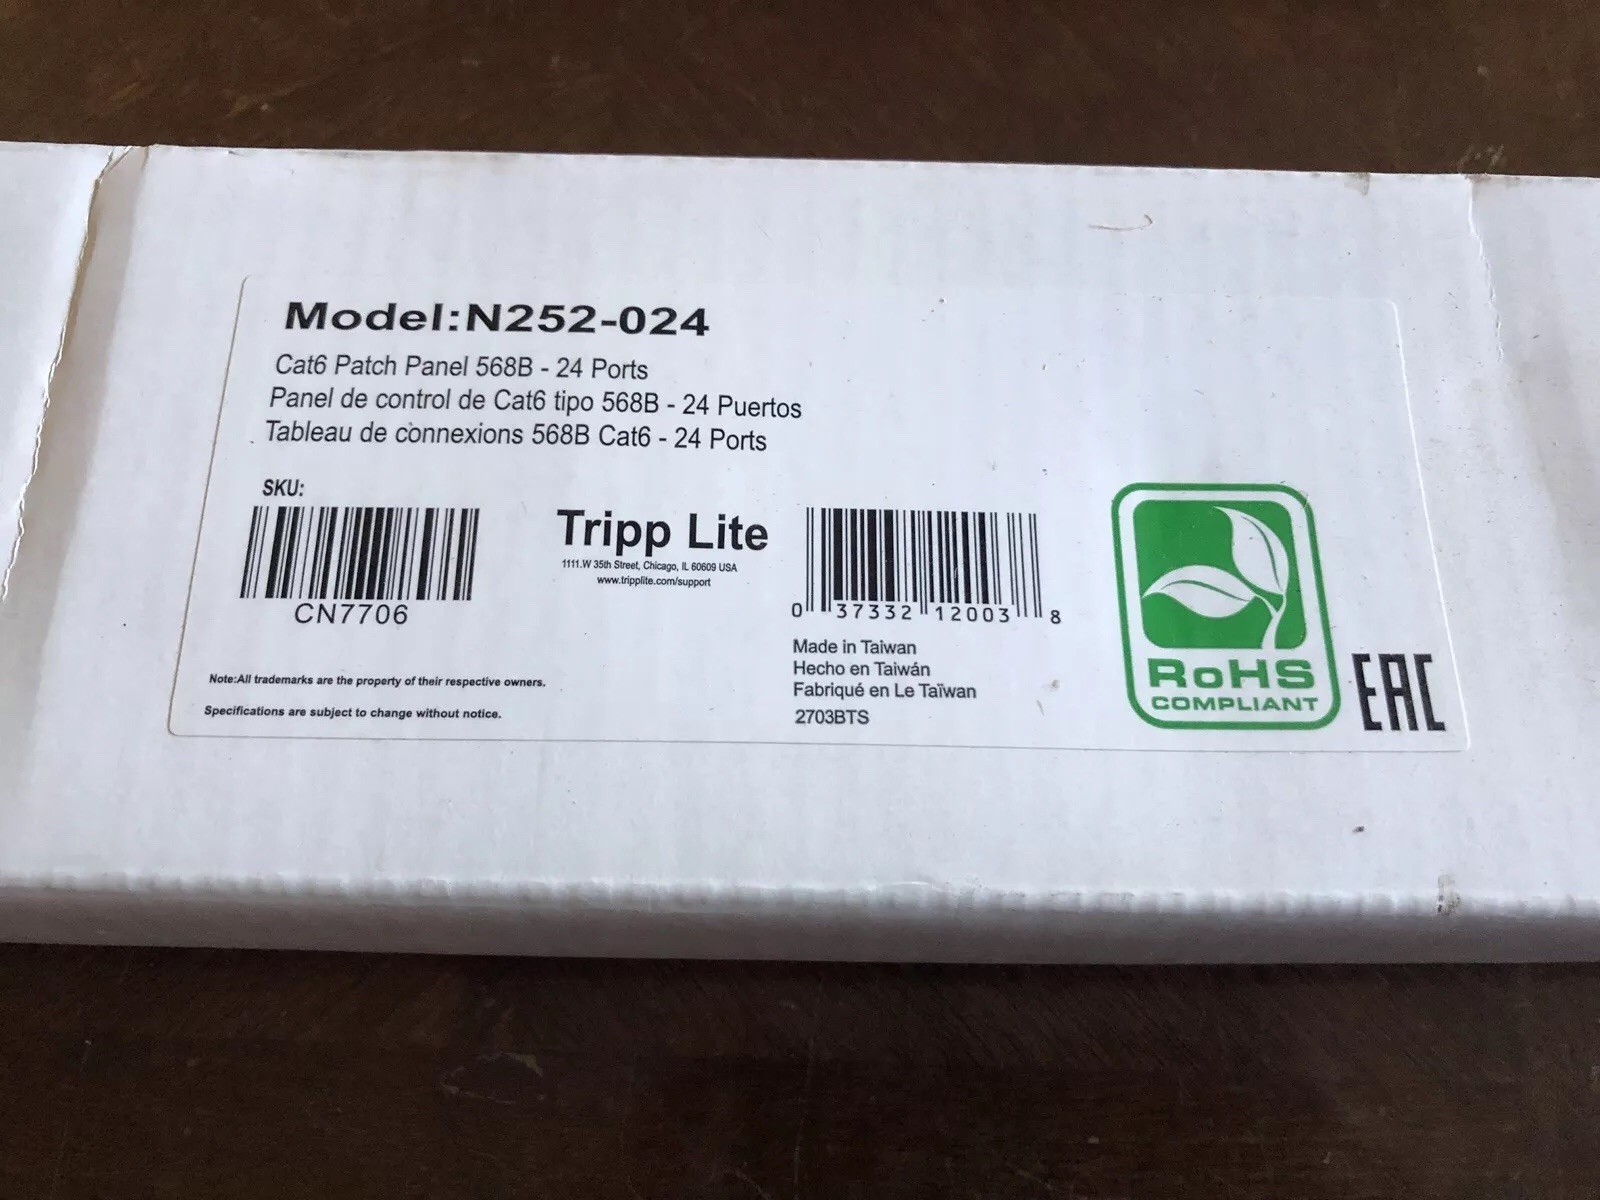 Model:N252-024
Cat6 Patch Panel 568B - 24 Ports
Panel de control de Cat6 tipo 568B - 24 Puertos
Tableau de connexions 568B Cat6 - 24 Ports
SKU:
CN7706
Tripp Lite
1111.W 35th Street, Chicago, IL 60609 USA
www.tripplite.com/support
0 37332 12003 8
Made in Taiwan
Hecho en Taiwán
Fabriqué en Le Taïwan
2703BTS
Note:All trademarks are the property of their respective owners.
Specifications are subject to change without notice.
RoHS
COMPLIANT
EAC